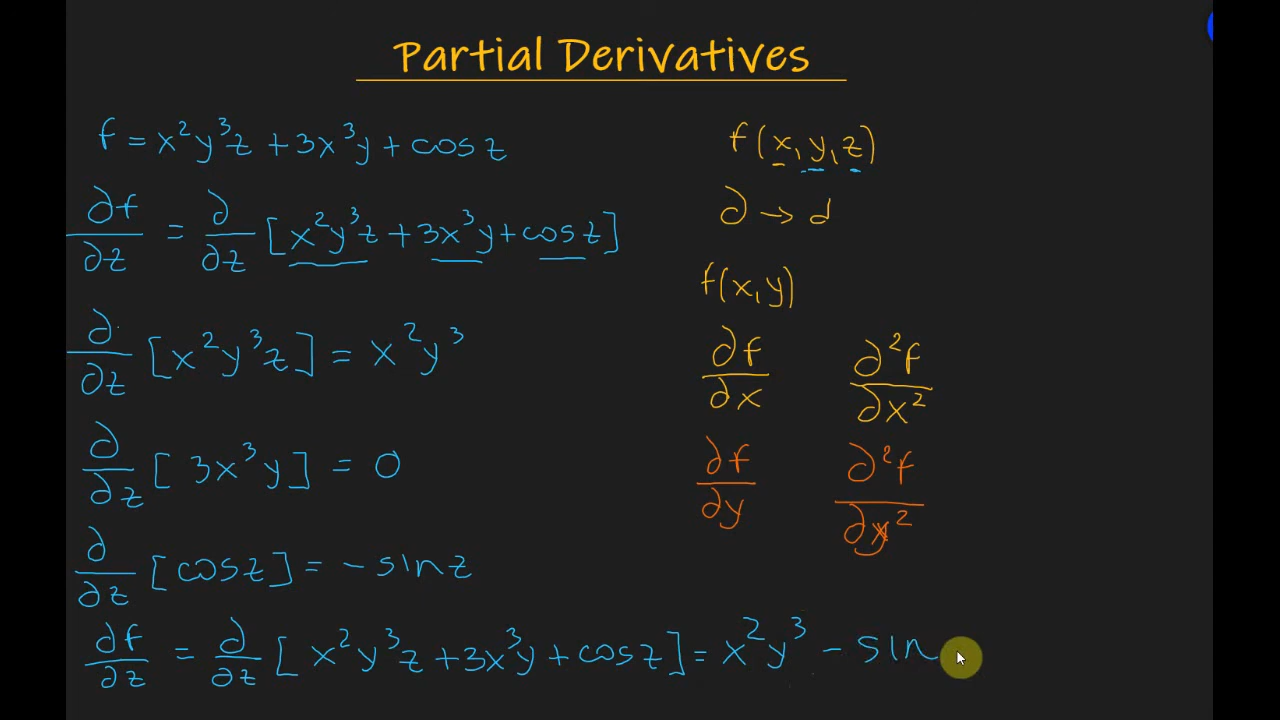 Partial Derivatives
f = x²y³z + 3x³y + cos z
∂f/∂z = ∂/∂z [x²y³z + 3x³y + cos z]
∂/∂z [x²y³z] = x²y³
∂/∂z [3x³y] = 0
∂/∂z [cos z] = - sin z
∂f/∂z = ∂/∂z [x²y³z + 3x³y + cos z] = x²y³ - sin
f(x, y, z)
∂ → d
f(x, y)
∂f/∂x ∂²f/∂x²
∂f/∂y ∂²f/∂y²